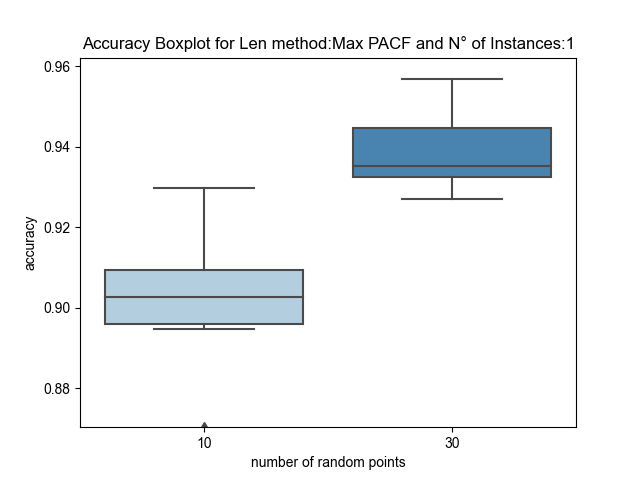 Accuracy Boxplot for Len method:Max PACF and N° of Instances:1
0.96
0.94
0.92
0.90
0.88
accuracy
10
30
number of random points